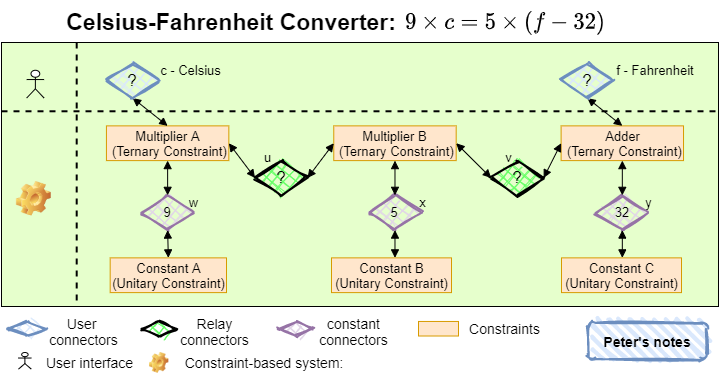 Celsius-Fahrenheit Converter: 9 × c = 5 × (f − 32)
c - Celsius
f - Fahrenheit
?
?
Multiplier A
(Ternary Constraint)
Multiplier B
(Ternary Constraint)
Adder
(Ternary Constraint)
u
?
v
?
w
9
x
5
y
32
Constant A
(Unitary Constraint)
Constant B
(Unitary Constraint)
Constant C
(Unitary Constraint)
User
connectors
Relay
connectors
constant
connectors
Constraints
Peter's notes
User interface
Constraint-based system: